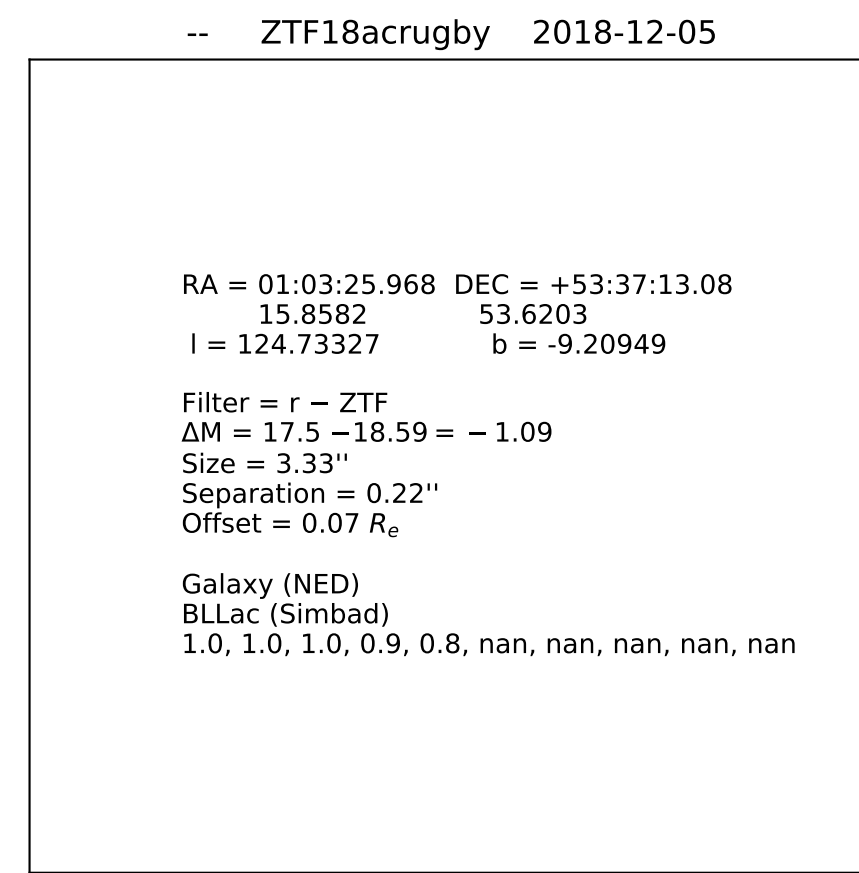 -- ZTF18acrugby 2018-12-05
RA = 01:03:25.968 DEC = +53:37:13.08
15.8582 53.6203
l = 124.73327 b = -9.20949
Filter = r − ZTF
ΔM = 17.5 −18.59 = − 1.09
Size = 3.33''
Separation = 0.22''
Offset = 0.07 Rₑ
Galaxy (NED)
BLLac (Simbad)
1.0, 1.0, 1.0, 0.9, 0.8, nan, nan, nan, nan, nan